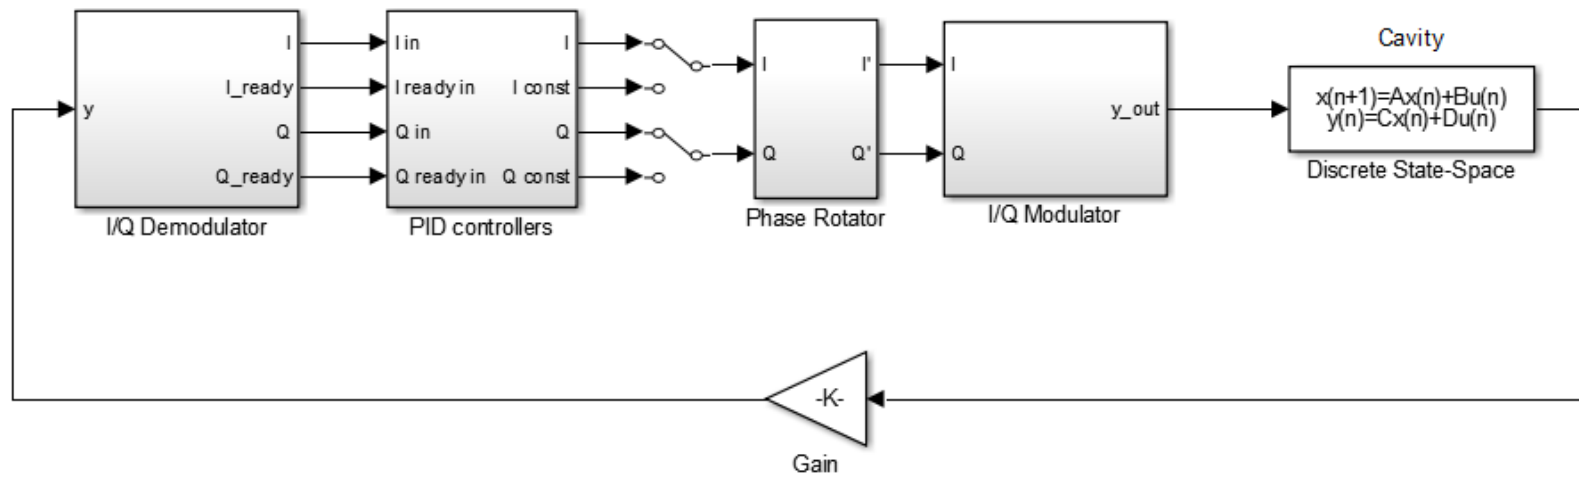 y
I
I_ready
Q
Q_ready
I/Q Demodulator
I in
I ready in
Q in
Q ready in
I
I const
Q
Q const
PID controllers
I
Q
I'
Q'
Phase Rotator
I
Q
y_out
I/Q Modulator
Cavity
x(n+1)=Ax(n)+Bu(n)
y(n)=Cx(n)+Du(n)
Discrete State-Space
-K-
Gain